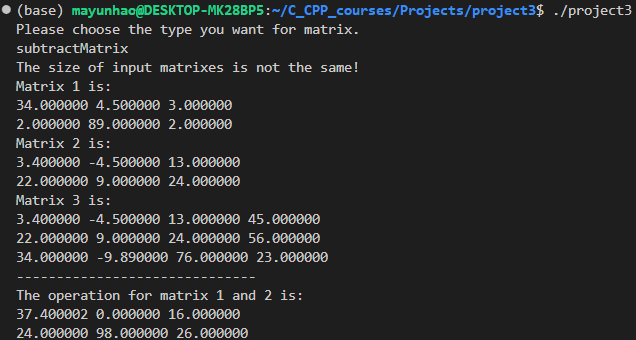 (base) mayunhao@DESKTOP-MK28BP5:~/C_CPP_courses/Projects/project3$ ./project3
Please choose the type you want for matrix.
subtractMatrix
The size of input matrixes is not the same!
Matrix 1 is:
34.000000 4.500000 3.000000
2.000000 89.000000 2.000000
Matrix 2 is:
3.400000 -4.500000 13.000000
22.000000 9.000000 24.000000
Matrix 3 is:
3.400000 -4.500000 13.000000 45.000000
22.000000 9.000000 24.000000 56.000000
34.000000 -9.890000 76.000000 23.000000
------------------------------
The operation for matrix 1 and 2 is:
37.400002 0.000000 16.000000
24.000000 98.000000 26.000000